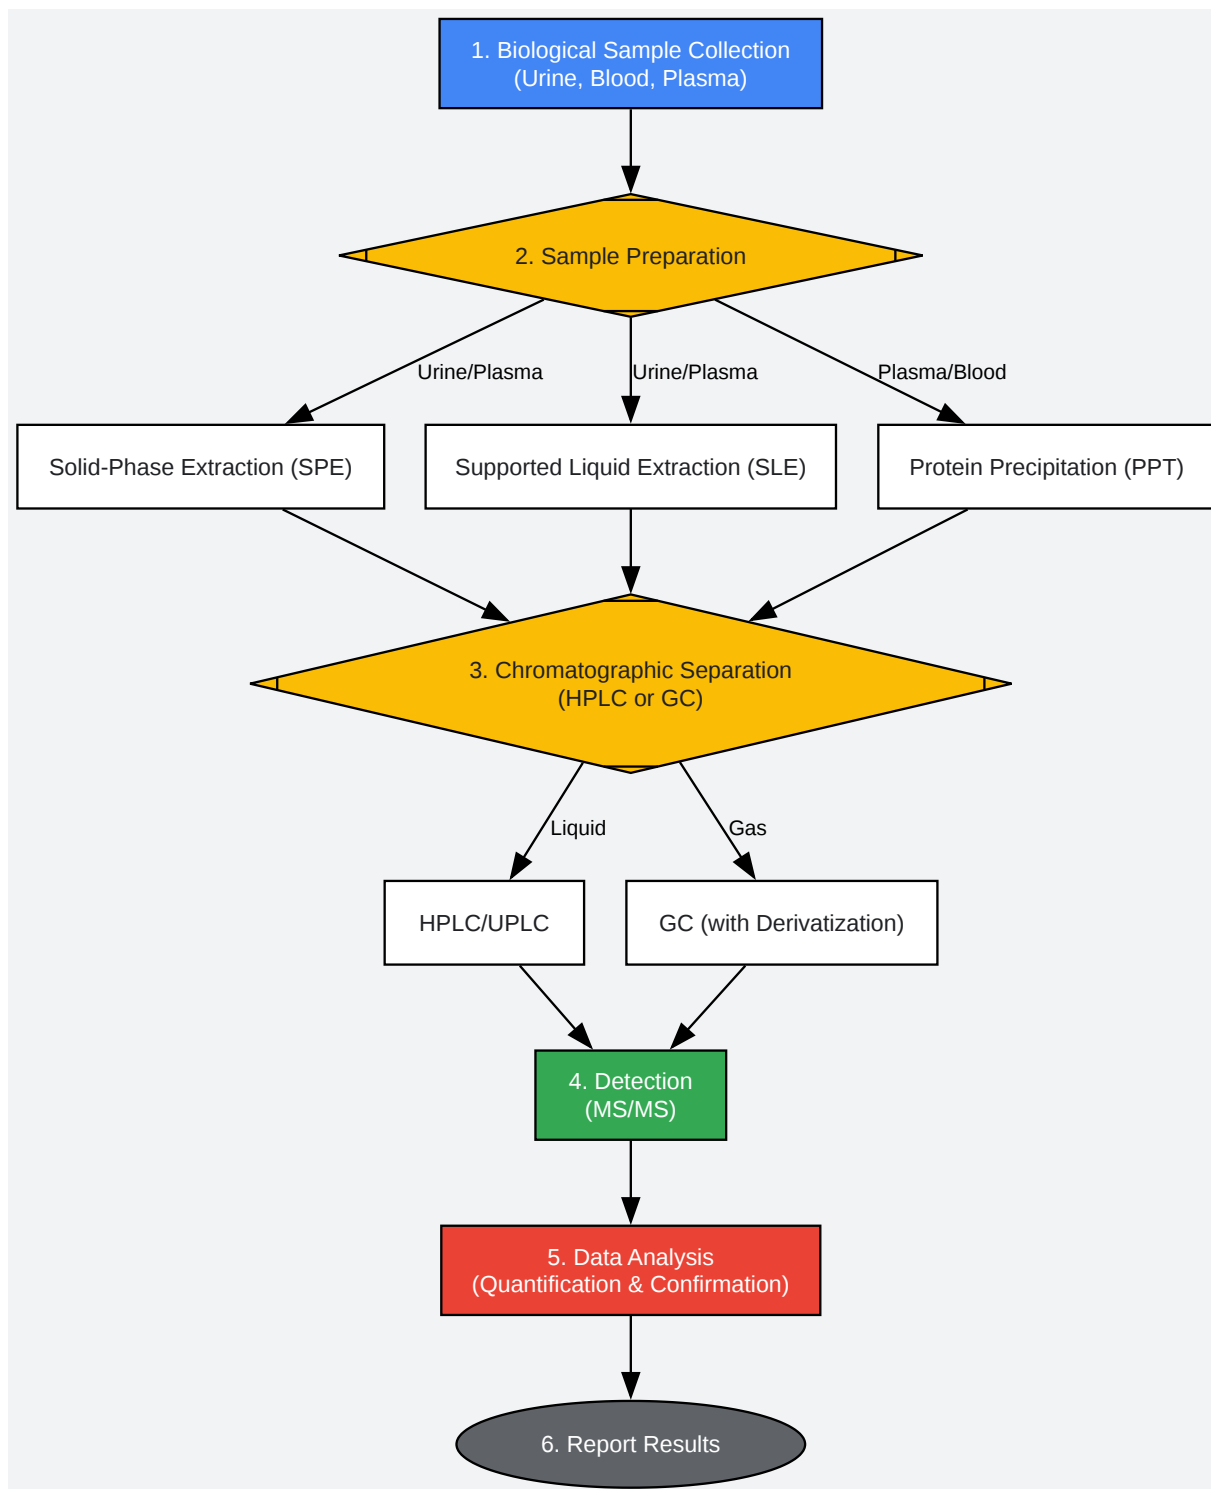 1. Biological Sample Collection
(Urine, Blood, Plasma)
2. Sample Preparation
Urine/Plasma
Urine/Plasma
Plasma/Blood
Solid-Phase Extraction (SPE)
Supported Liquid Extraction (SLE)
Protein Precipitation (PPT)
3. Chromatographic Separation
(HPLC or GC)
Liquid
Gas
HPLC/UPLC
GC (with Derivatization)
4. Detection
(MS/MS)
5. Data Analysis
(Quantification & Confirmation)
6. Report Results